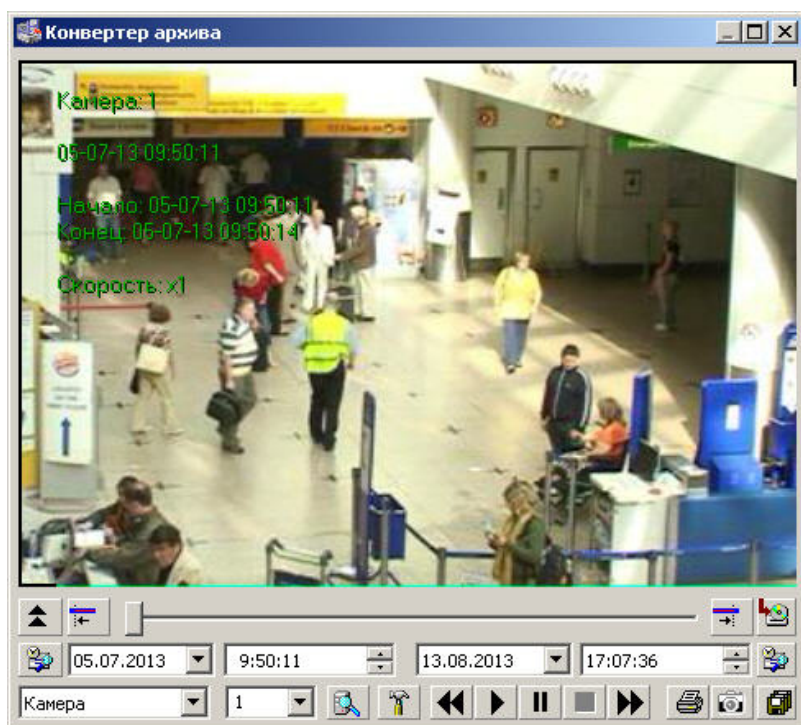 Конвертер архива
Камера: 1
05-07-13 09:50:11
Начало: 05-07-13 09:50:11
Конец: 05-07-13 09:50:14
Скорость: x1
05.07.2013 9:50:11 13.08.2013 17:07:36
Камера 1